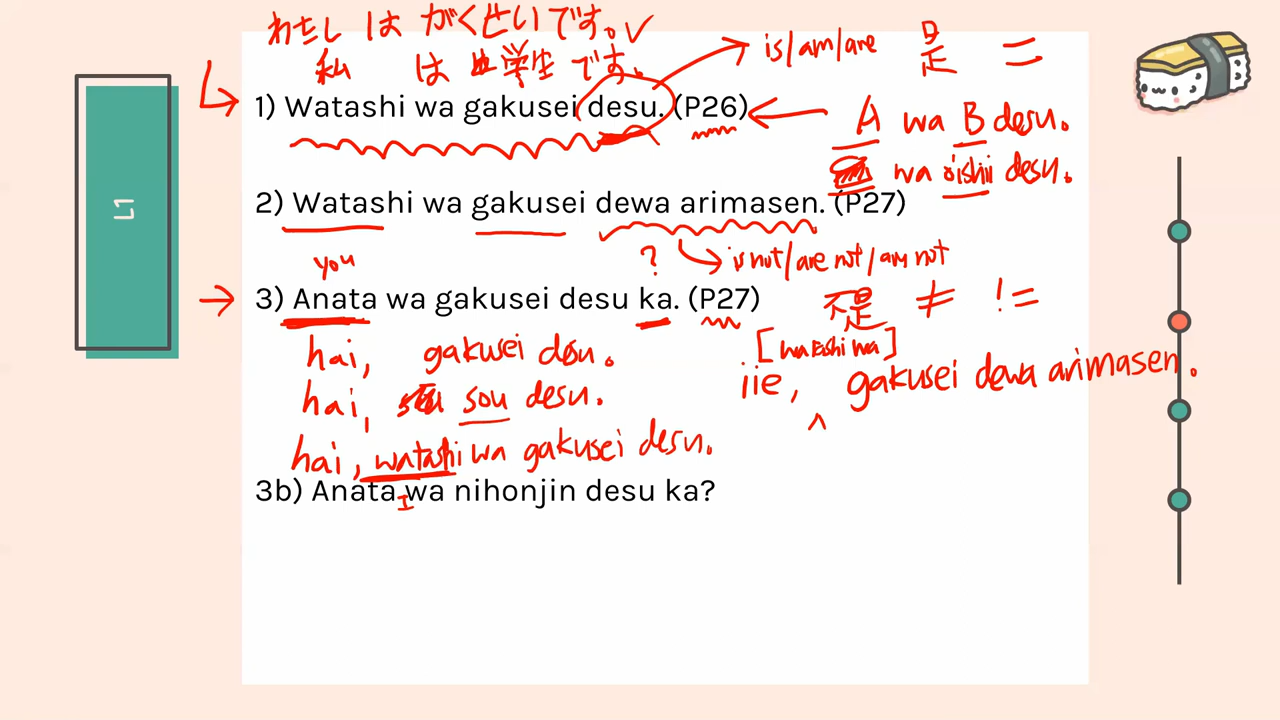 わたし は がくせいです。✓
私 は 学生 です。
is/am/are 是 =
1) Watashi wa gakusei desu. (P26)
A wa B desu.
wa oishii desu.
L1
2) Watashi wa gakusei dewa arimasen. (P27)
you
?
is not/are not/am not
3) Anata wa gakusei desu ka. (P27)
不是 ≠ !=
hai, gakusei desu.
[watashi wa]
iie, gakusei dewa arimasen.
hai, sou desu.
hai, watashi wa gakusei desu.
I
3b) Anata wa nihonjin desu ka?